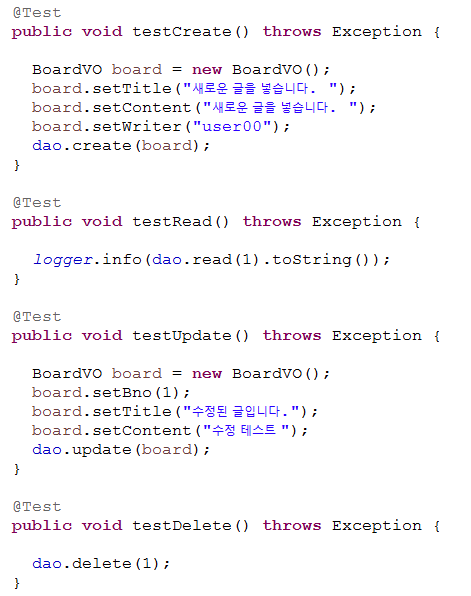 @Test
public void testCreate() throws Exception {
BoardVO board = new BoardVO();
board.setTitle("새로운 글을 넣습니다. ");
board.setContent("새로운 글을 넣습니다. ");
board.setWriter("user00");
dao.create(board);
}
@Test
public void testRead() throws Exception {
logger.info(dao.read(1).toString());
}
@Test
public void testUpdate() throws Exception {
BoardVO board = new BoardVO();
board.setBno(1);
board.setTitle("수정된 글입니다.");
board.setContent("수정 테스트 ");
dao.update(board);
}
@Test
public void testDelete() throws Exception {
dao.delete(1);
}